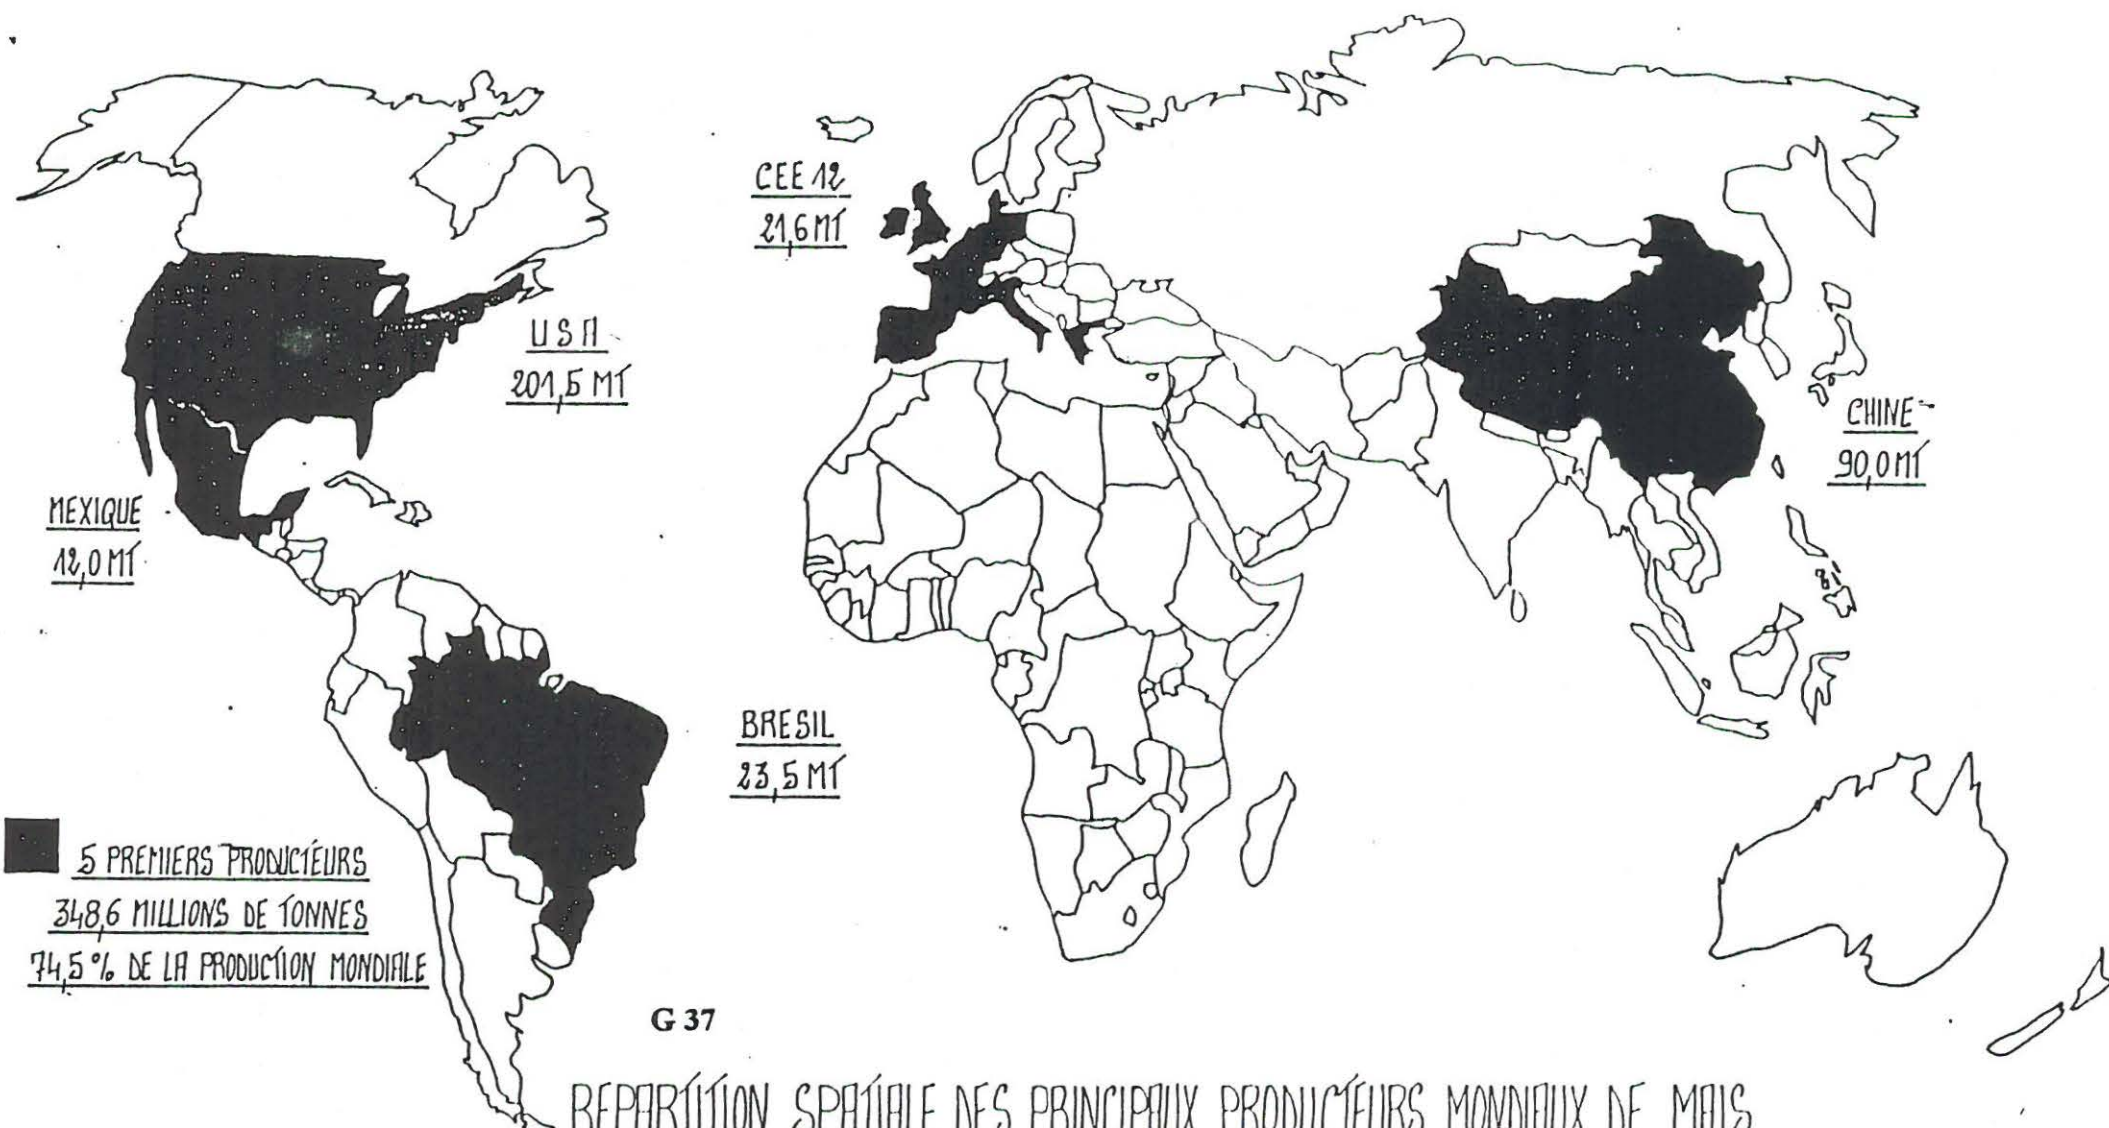 CEE 12
21,6 MT
USA
201,5 MT
CHINE
90,0 MT
MEXIQUE
12,0 MT
BRESIL
23,5 MT
5 PREMIERS PRODUCTEURS
348,6 MILLIONS DE TONNES
74,5 % DE LA PRODUCTION MONDIALE
G 37
REPARTITION SPATIALE DES PRINCIPAUX PRODUCTEURS MONDIAUX DE MAIS